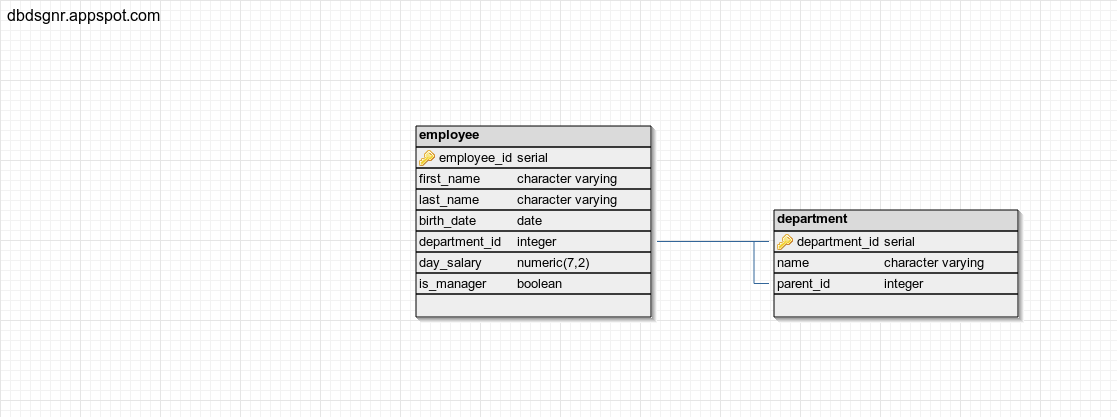 dbdsgnr.appspot.com
employee
employee_id serial
first_name character varying
last_name character varying
birth_date date
department_id integer
day_salary numeric(7,2)
is_manager boolean
department
department_id serial
name character varying
parent_id integer